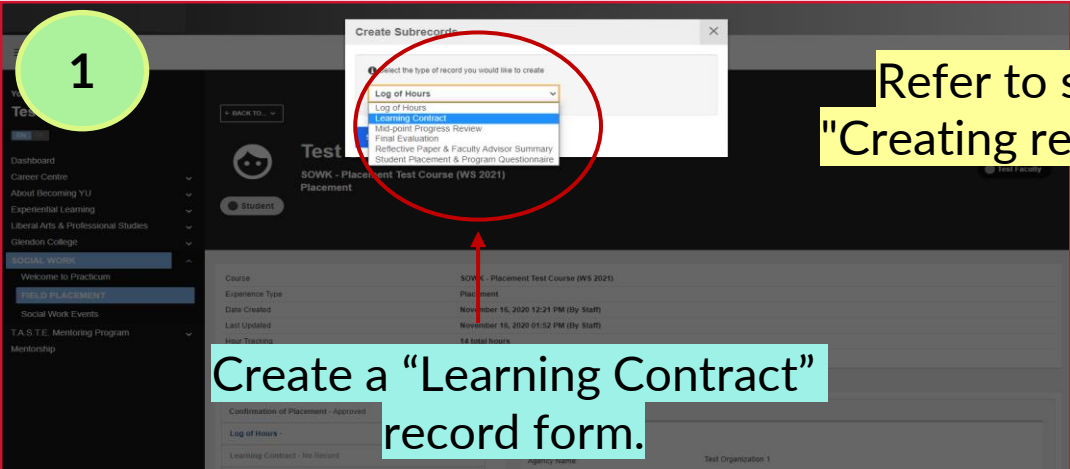 Create Subrecords
×
1
Select the type of record you would like to create
Log of Hours
Log of Hours
Learning Contract
Mid-point Progress Review
Final Evaluation
Reflective Paper & Faculty Advisor Summary
Student Placement & Program Questionnaire
Refer to s
"Creating re
Yo
Tes
EN
BACK TO...
Test
SOWK - Placement Test Course (WS 2021)
Placement
Student
Test Faculty
Dashboard
Career Centre
About Becoming YU
Experiential Learning
Liberal Arts & Professional Studies
Glendon College
SOCIAL WORK
Welcome to Practicum
FIELD PLACEMENT
Social Work Events
T.A.S.T.E. Mentoring Program
Mentorship
Course SOWK - Placement Test Course (WS 2021)
Experience Type Placement
Date Created November 16, 2020 12:21 PM (By Staff)
Last Updated November 16, 2020 01:52 PM (By Staff)
Hour Tracking 14 total hours
Create a “Learning Contract”
record form.
Confirmation of Placement - Approved
Log of Hours -
Learning Contract - No Record
Agency Name: Test Organization 1